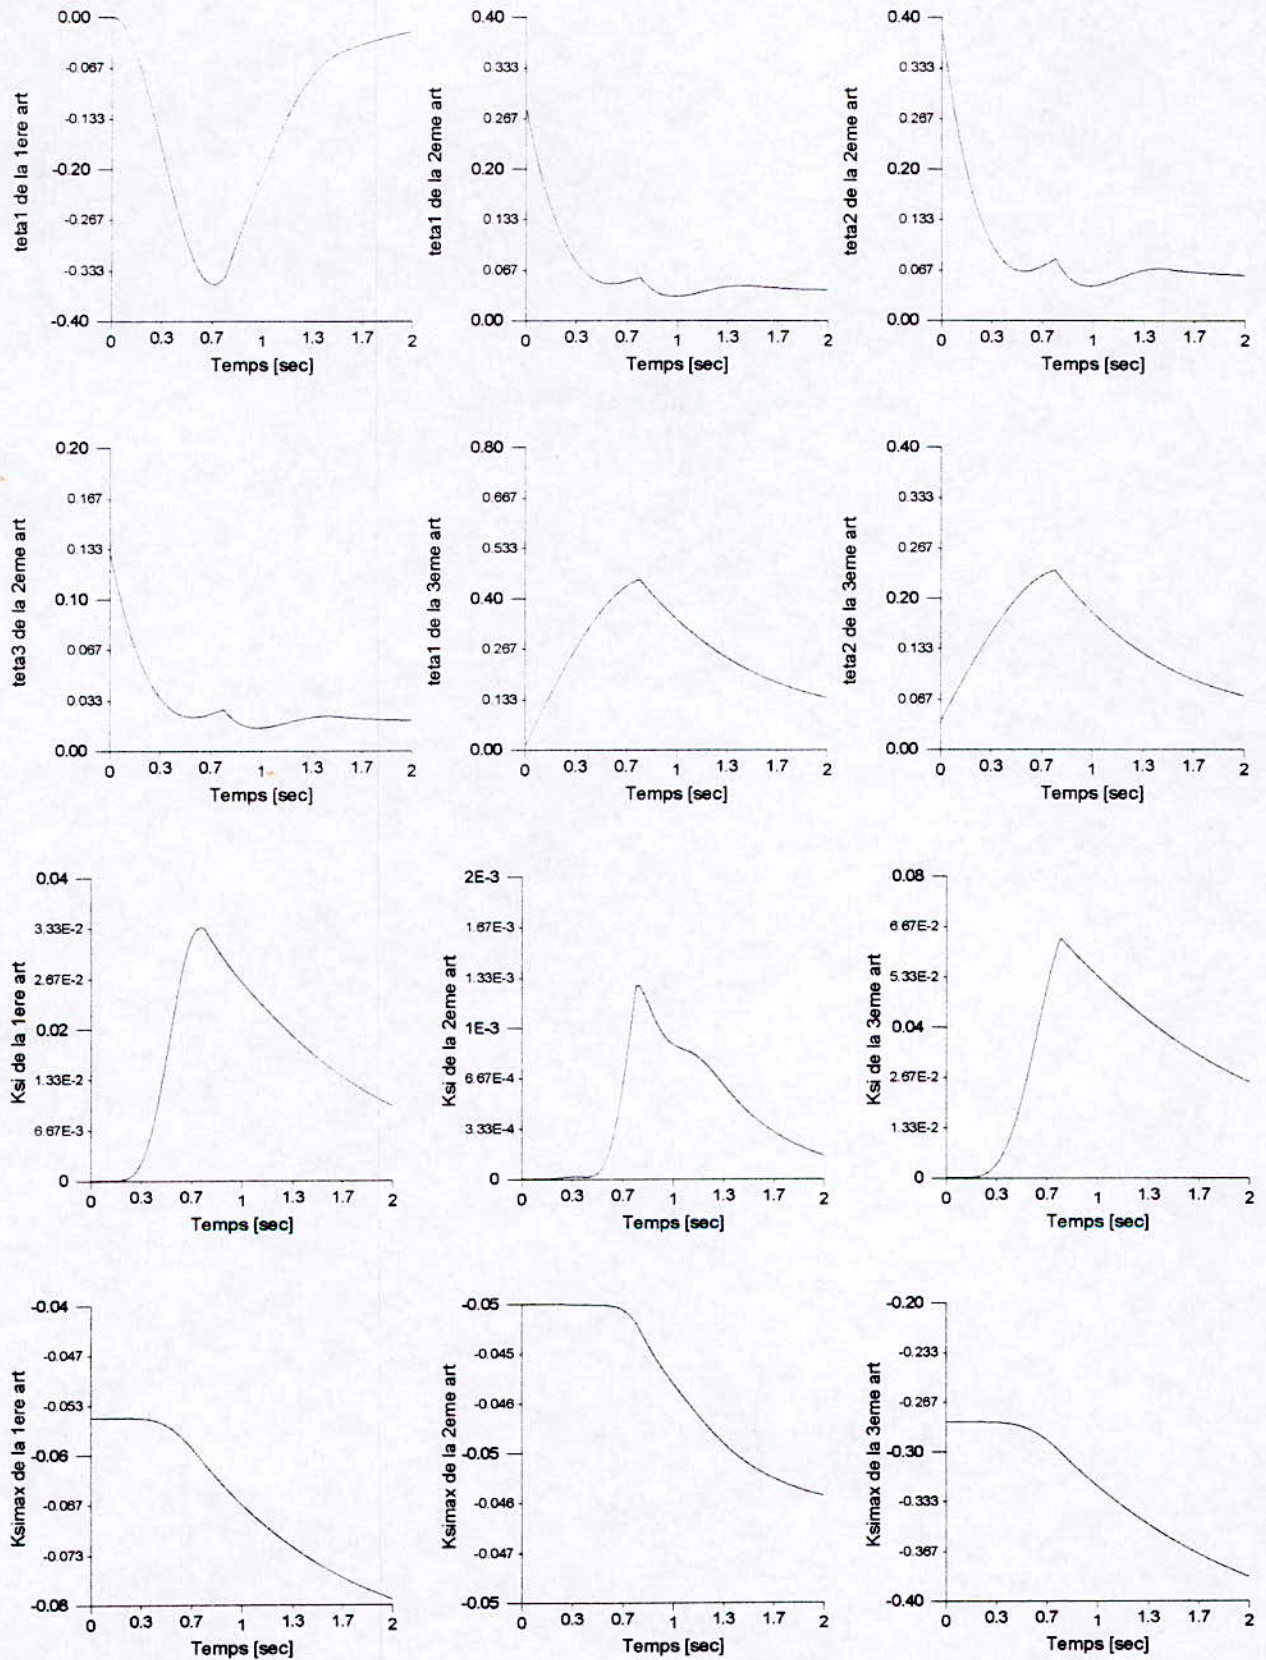 teta1 de la 1ere art
0.00
-0.067
-0.133
-0.20
-0.267
-0.333
-0.40
0 0.3 0.7 1 1.3 1.7 2
Temps [sec]
teta1 de la 2eme art
0.40
0.333
0.267
0.20
0.133
0.067
0.00
0 0.3 0.7 1 1.3 1.7 2
Temps [sec]
teta2 de la 2eme art
0.40
0.333
0.267
0.20
0.133
0.067
0.00
0 0.3 0.7 1 1.3 1.7 2
Temps [sec]
teta3 de la 2eme art
0.20
0.167
0.133
0.10
0.067
0.033
0.00
0 0.3 0.7 1 1.3 1.7 2
Temps [sec]
teta1 de la 3eme art
0.80
0.667
0.533
0.40
0.267
0.133
0.00
0 0.3 0.7 1 1.3 1.7 2
Temps [sec]
teta2 de la 3eme art
0.40
0.333
0.267
0.20
0.133
0.067
0.00
0 0.3 0.7 1 1.3 1.7 2
Temps [sec]
Ksi de la 1ere art
0.04
3.33E-2
2.67E-2
0.02
1.33E-2
6.67E-3
0
0 0.3 0.7 1 1.3 1.7 2
Temps [sec]
Ksi de la 2eme art
2E-3
1.67E-3
1.33E-3
1E-3
6.67E-4
3.33E-4
0
0 0.3 0.7 1 1.3 1.7 2
Temps [sec]
Ksi de la 3eme art
0.08
6.67E-2
5.33E-2
0.04
2.67E-2
1.33E-2
0
0 0.3 0.7 1 1.3 1.7 2
Temps [sec]
Ksimax de la 1ere art
-0.04
-0.047
-0.053
-0.06
-0.067
-0.073
-0.08
0 0.3 0.7 1 1.3 1.7 2
Temps [sec]
Ksimax de la 2eme art
-0.05
-0.045
-0.046
-0.05
-0.046
-0.047
-0.05
0 0.3 0.7 1 1.3 1.7 2
Temps [sec]
Ksimax de la 3eme art
-0.20
-0.233
-0.267
-0.30
-0.333
-0.367
-0.40
0 0.3 0.7 1 1.3 1.7 2
Temps [sec]